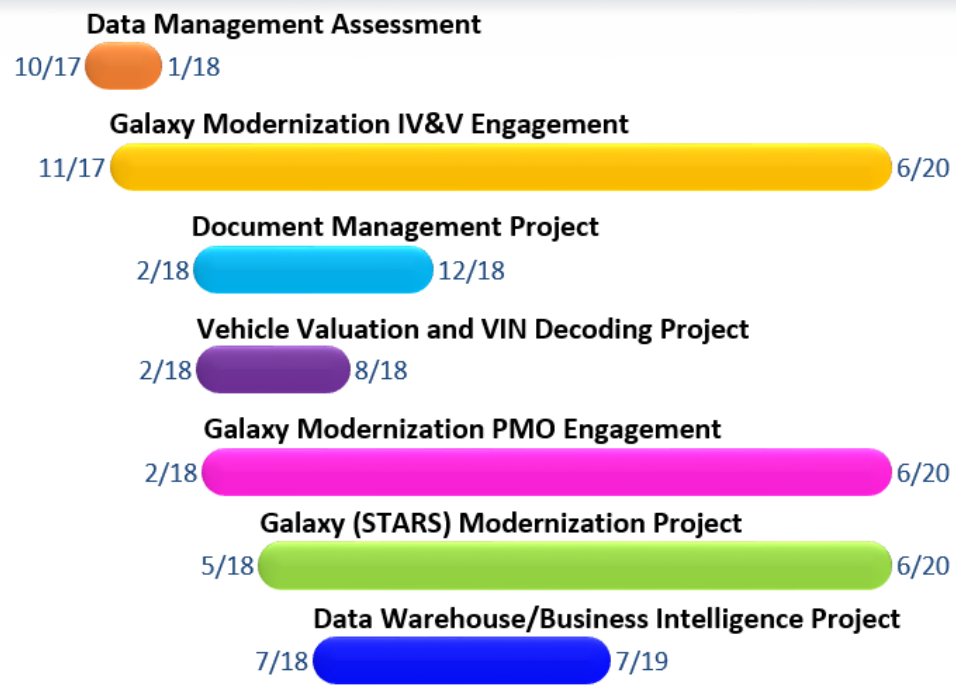 Data Management Assessment
10/17 1/18
Galaxy Modernization IV&V Engagement
11/17 6/20
Document Management Project
2/18 12/18
Vehicle Valuation and VIN Decoding Project
2/18 8/18
Galaxy Modernization PMO Engagement
2/18 6/20
Galaxy (STARS) Modernization Project
5/18 6/20
Data Warehouse/Business Intelligence Project
7/18 7/19